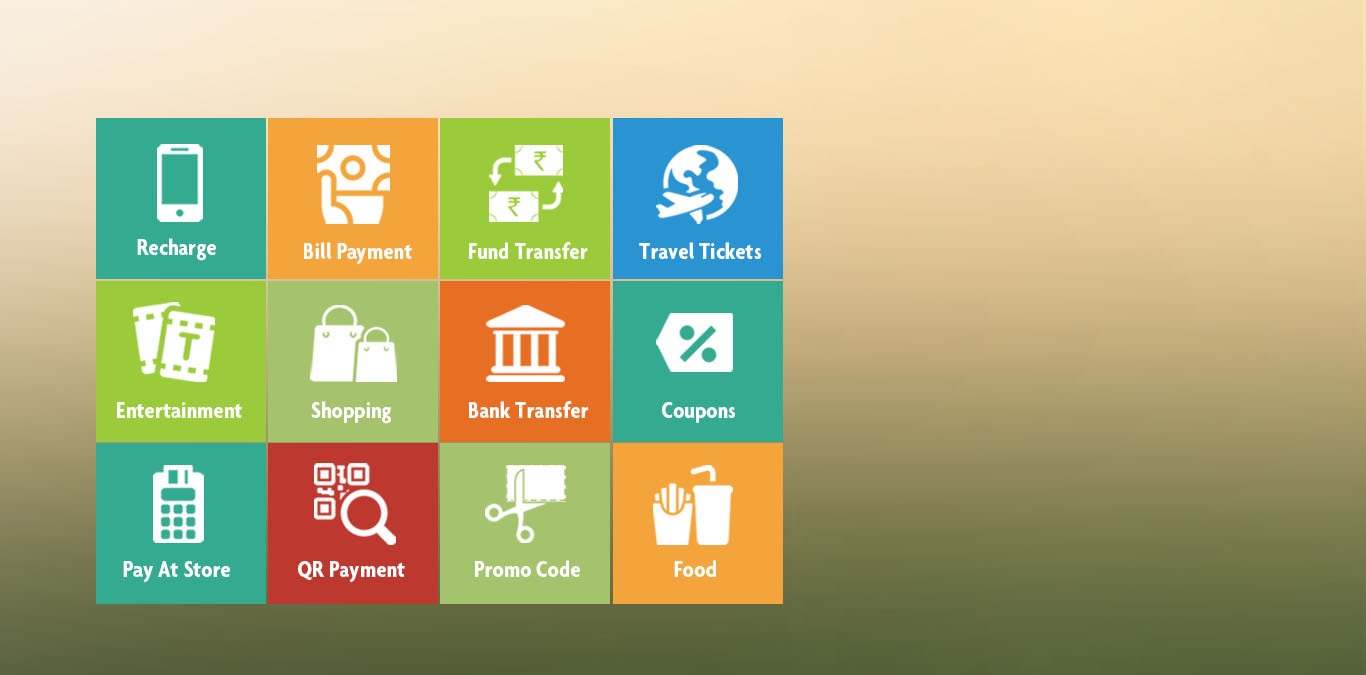 Recharge
Bill Payment
₹
₹
Fund Transfer
Travel Tickets
T
Entertainment
Shopping
Bank Transfer
%
Coupons
Pay At Store
QR Payment
Promo Code
Food